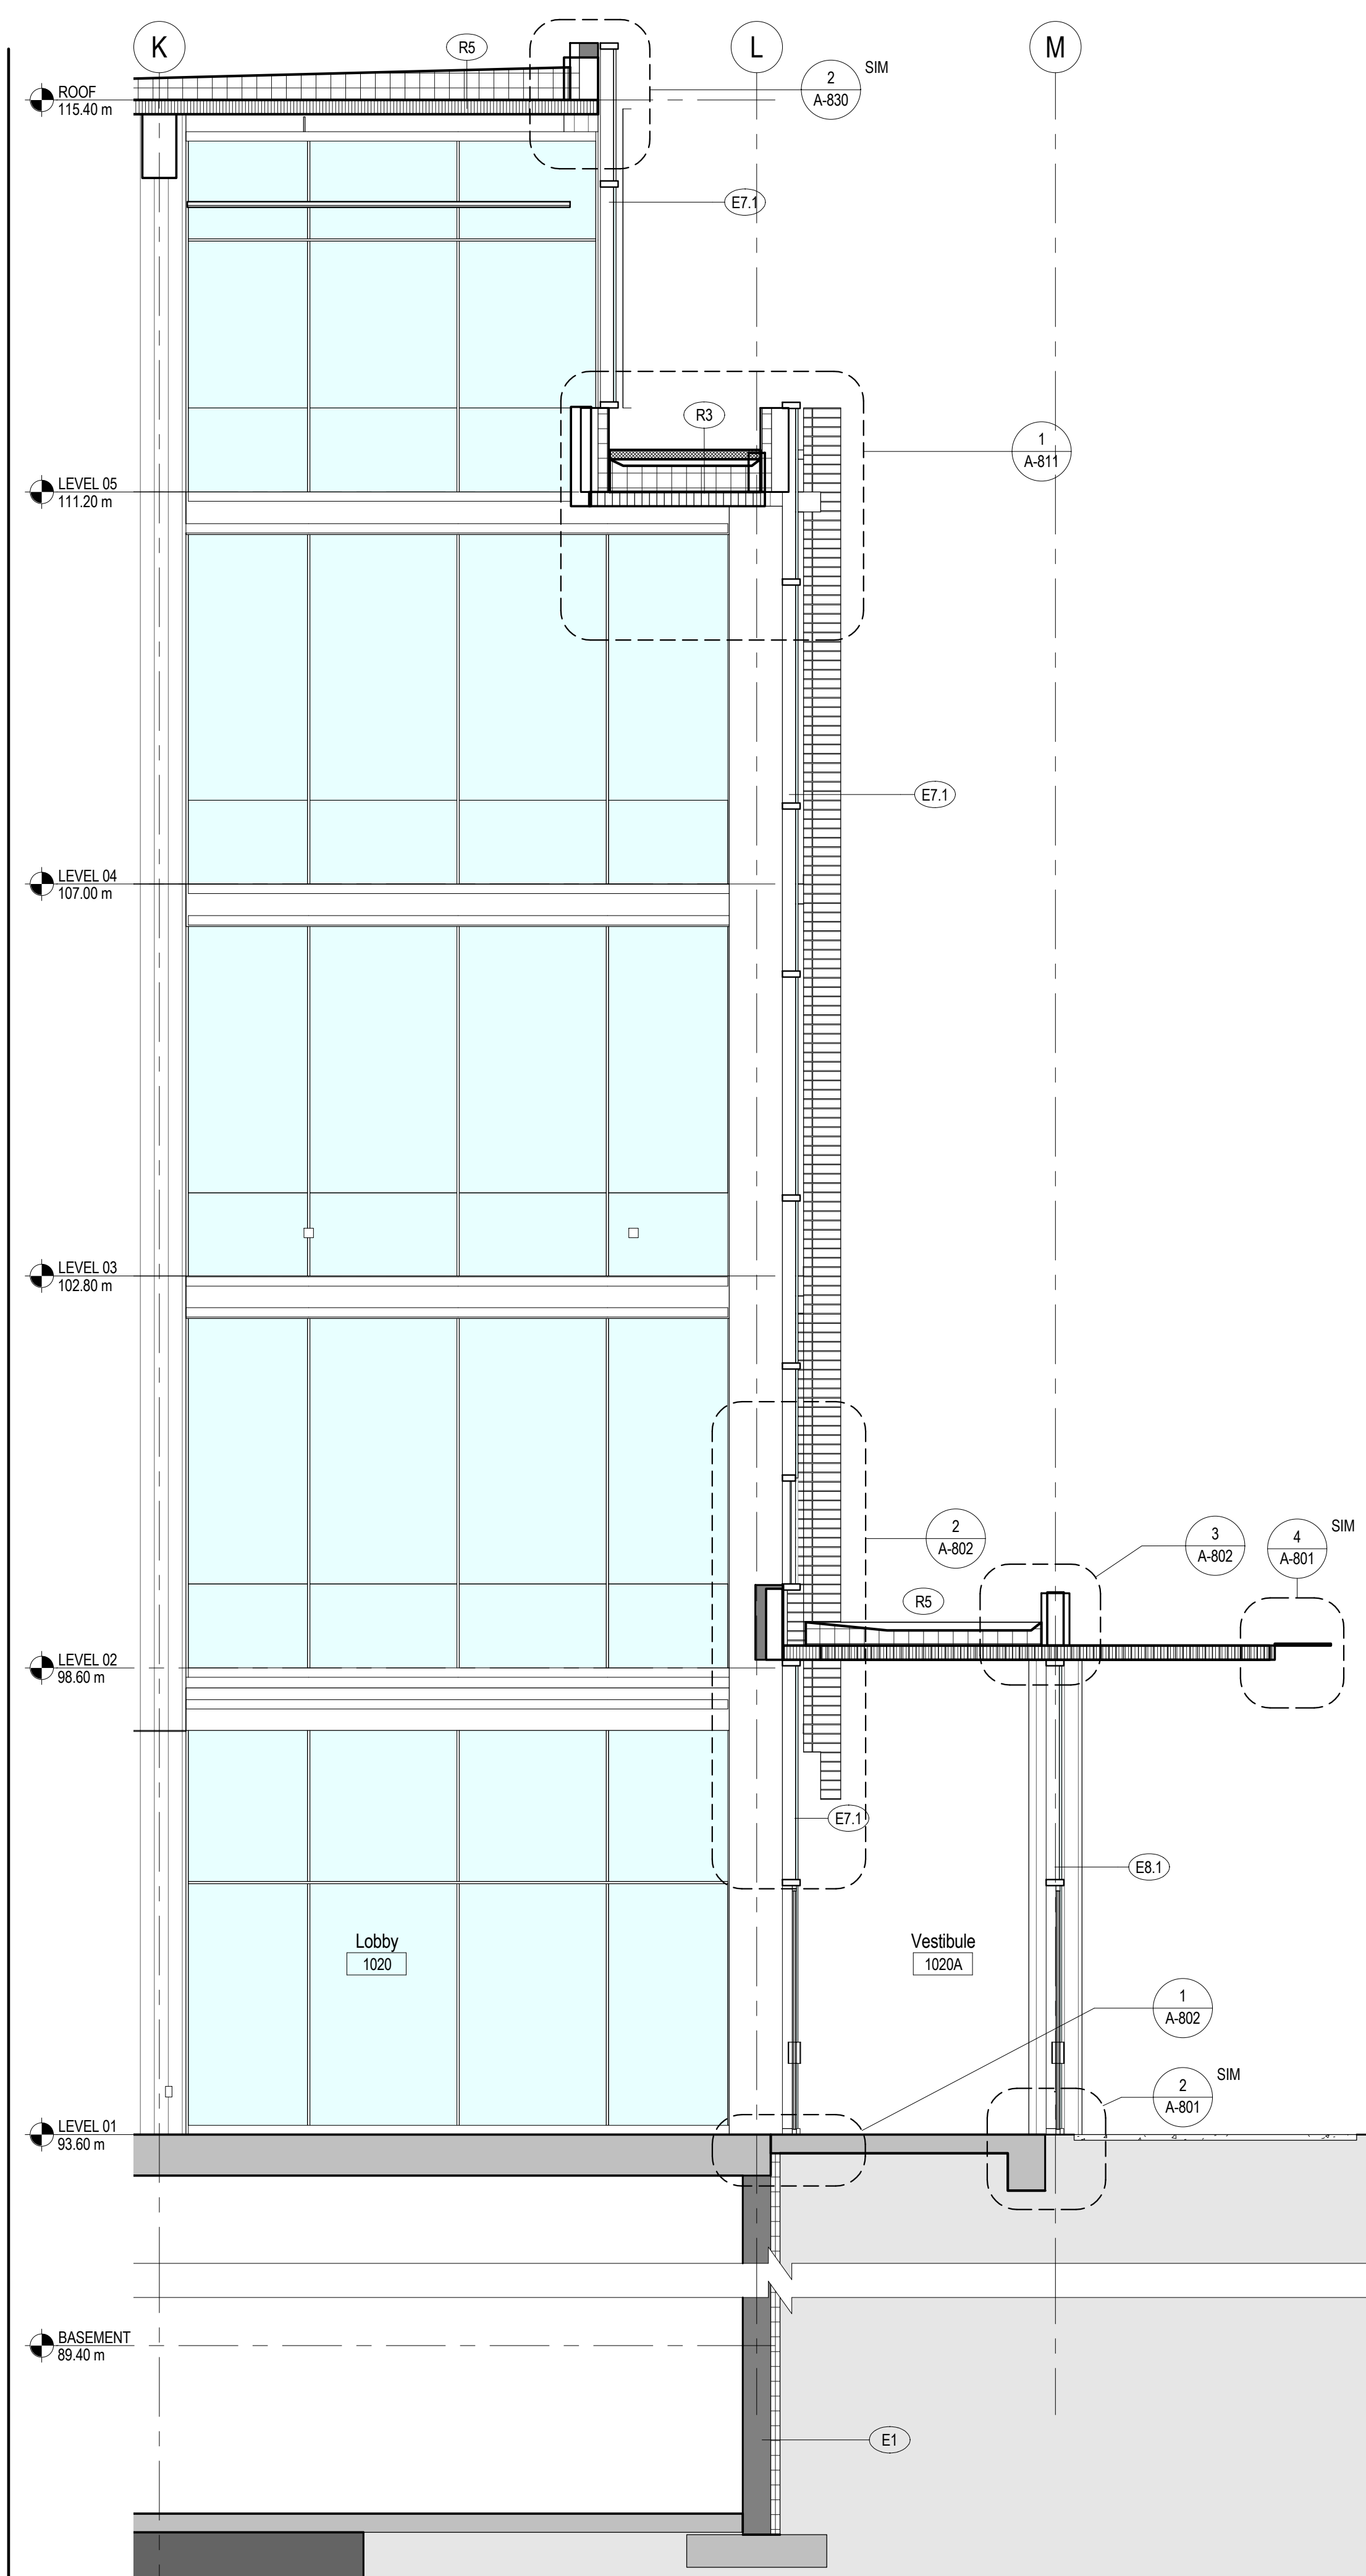 K
L
M
R5
2
A-830
SIM
ROOF
115.40 m
E7.1
R3
1
A-811
LEVEL 05
111.20 m
E7.1
LEVEL 04
107.00 m
LEVEL 03
102.80 m
2
A-802
3
A-802
4
A-801
SIM
R5
LEVEL 02
98.60 m
E7.1
E8.1
Lobby
1020
Vestibule
1020A
1
A-802
2
A-801
SIM
LEVEL 01
93.60 m
BASEMENT
89.40 m
E1